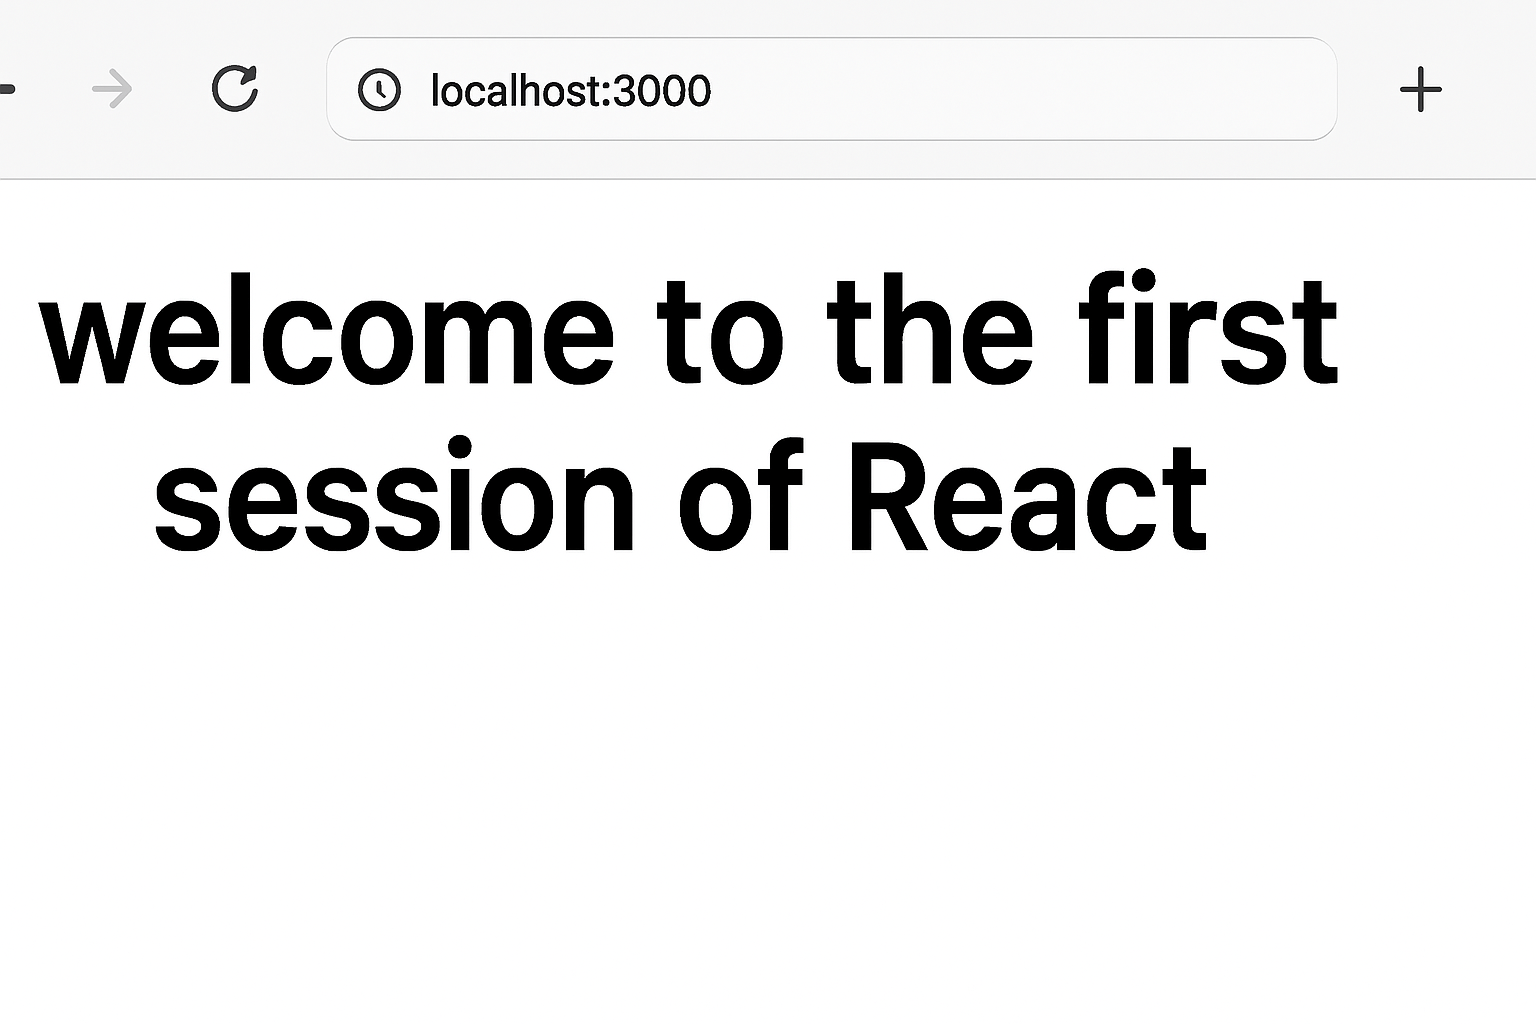 localhost:3000
welcome to the first
session of React